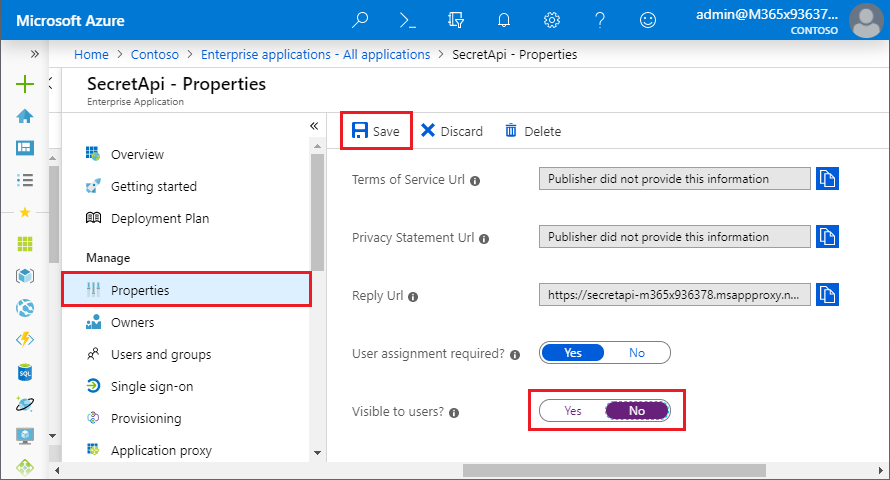 Microsoft Azure
admin@M365x93637...
CONTOSO
Home > Contoso > Enterprise applications - All applications > SecretApi - Properties
SecretApi - Properties
Enterprise Application
Save
Discard
Delete
Overview
Getting started
Deployment Plan
Manage
Properties
Owners
Users and groups
Single sign-on
Provisioning
Application proxy
Terms of Service Url
Publisher did not provide this information
Privacy Statement Url
Publisher did not provide this information
Reply Url
https://secretapi-m365x936378.msappproxy.n...
User assignment required?
Yes No
Visible to users?
Yes No